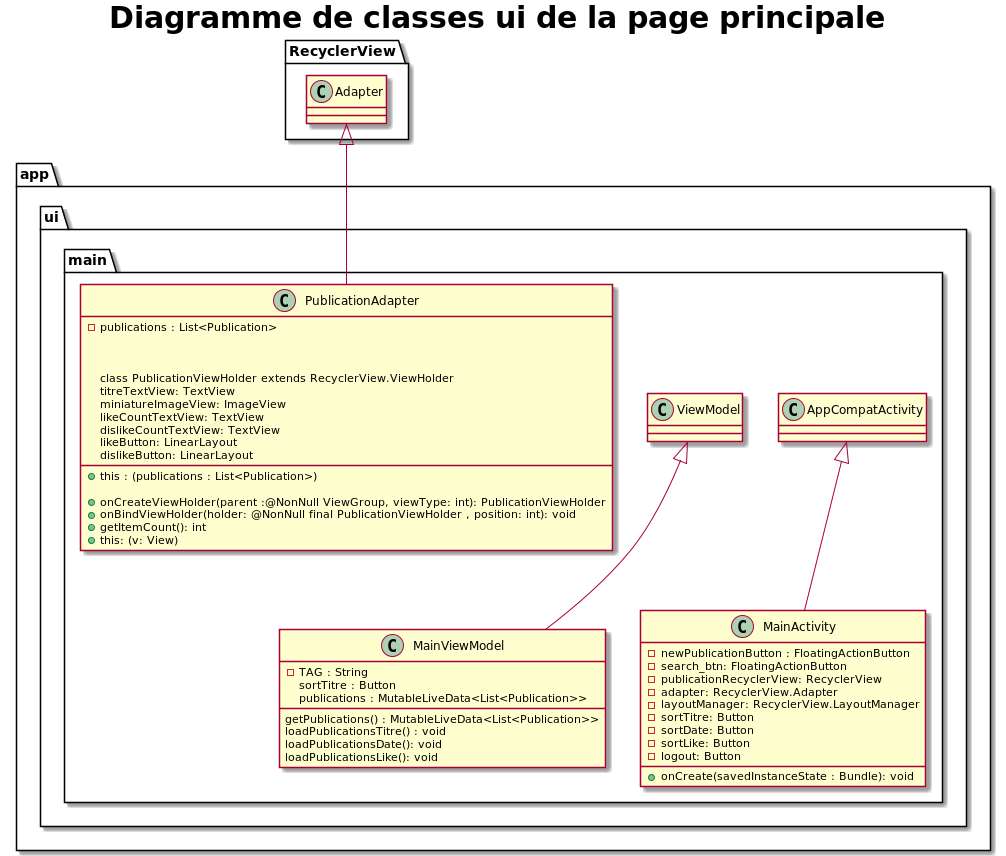 Diagramme de classes ui de la page principale
RecyclerView
C Adapter
app
ui
main
C PublicationAdapter
publications : List<Publication>
class PublicationViewHolder extends RecyclerView.ViewHolder
titreTextView: TextView
miniatureImageView: ImageView
likeCountTextView: TextView
dislikeCountTextView: TextView
likeButton: LinearLayout
dislikeButton: LinearLayout
this : (publications : List<Publication>)
onCreateViewHolder(parent :@NonNull ViewGroup, viewType: int): PublicationViewHolder
onBindViewHolder(holder: @NonNull final PublicationViewHolder , position: int): void
getItemCount(): int
this: (v: View)
C ViewModel
C AppCompatActivity
C MainViewModel
TAG : String
sortTitre : Button
publications : MutableLiveData<List<Publication>>
getPublications() : MutableLiveData<List<Publication>>
loadPublicationsTitre() : void
loadPublicationsDate(): void
loadPublicationsLike(): void
C MainActivity
newPublicationButton : FloatingActionButton
search_btn: FloatingActionButton
publicationRecyclerView: RecyclerView
adapter: RecyclerView.Adapter
layoutManager: RecyclerView.LayoutManager
sortTitre: Button
sortDate: Button
sortLike: Button
logout: Button
onCreate(savedInstanceState : Bundle): void